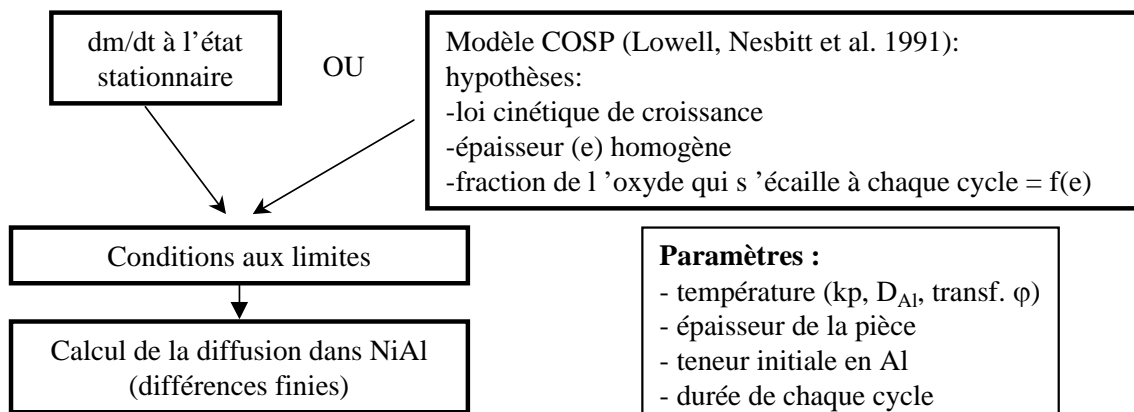 dm/dt à l’état
stationnaire
OU
Modèle COSP (Lowell, Nesbitt et al. 1991):
hypothèses:
-loi cinétique de croissance
-épaisseur (e) homogène
-fraction de l ’oxyde qui s ’écaille à chaque cycle = f(e)
Conditions aux limites
Calcul de la diffusion dans NiAl
(différences finies)
Paramètres :
- température (kp, D_Al, transf. φ)
- épaisseur de la pièce
- teneur initiale en Al
- durée de chaque cycle